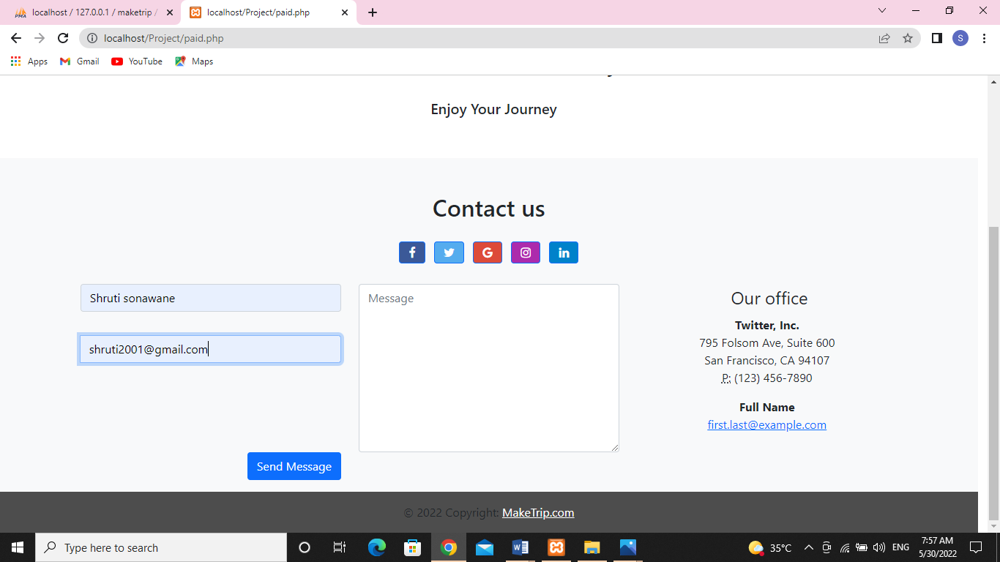 localhost / 127.0.0.1 / maketrip /
localhost/Project/paid.php
localhost/Project/paid.php
S
Apps
Gmail
YouTube
Maps
Enjoy Your Journey
Contact us
Shruti sonawane
Message
shruti2001@gmail.com
Send Message
Our office
Twitter, Inc.
795 Folsom Ave, Suite 600
San Francisco, CA 94107
P: (123) 456-7890
Full Name
first.last@example.com
© 2022 Copyright: MakeTrip.com
Type here to search
35°C
ENG
7:57 AM
5/30/2022